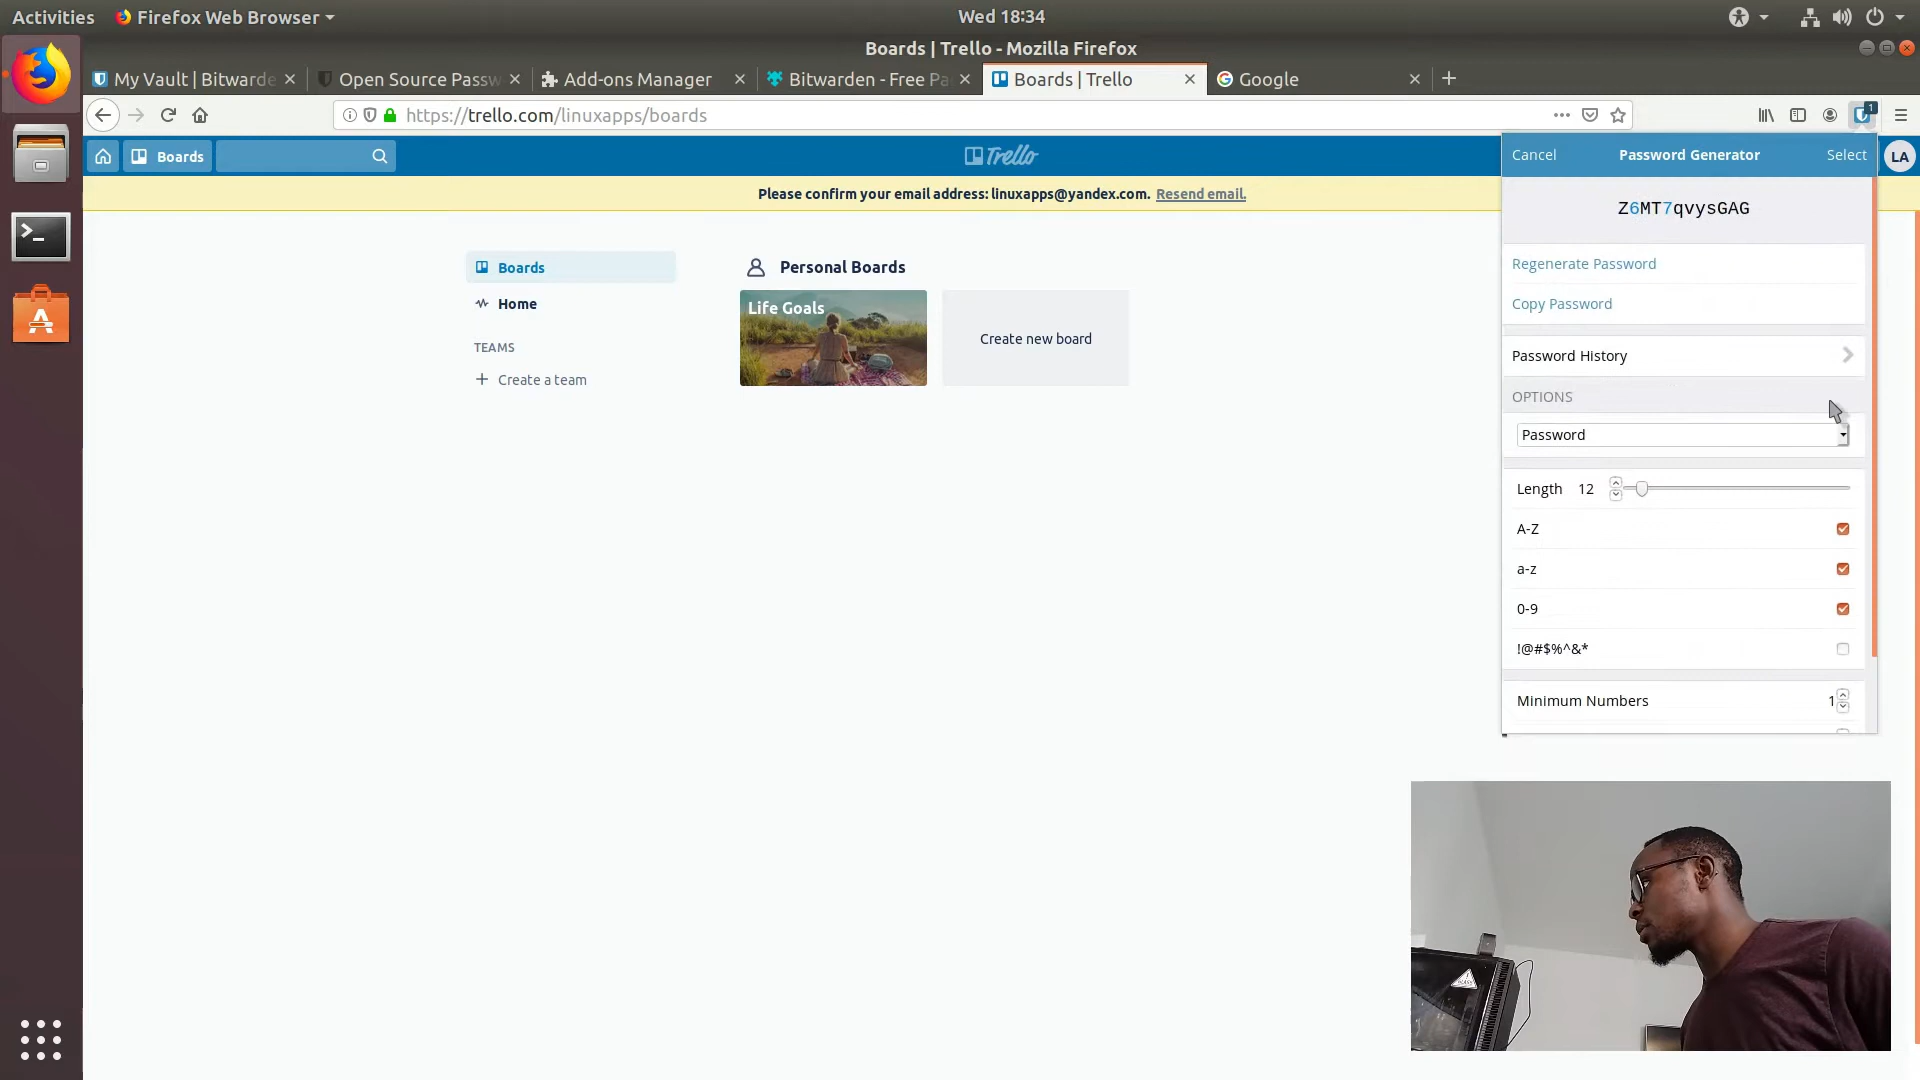 Activities
Firefox Web Browser
Wed 18:34
Boards | Trello - Mozilla Firefox
My Vault | Bitwarde
Open Source Passw
Add-ons Manager
Bitwarden - Free Pa
Boards | Trello
Google
https://trello.com/linuxapps/boards
1
Boards
Trello
LA
Please confirm your email address: linuxapps@yandex.com. Resend email.
Boards
Home
TEAMS
Create a team
Personal Boards
Life Goals
Create new board
Cancel
Password Generator
Select
Z6MT7qvysGAG
Regenerate Password
Copy Password
Password History
OPTIONS
Password
Length 12
A-Z
a-z
0-9
!@#$%^&*
Minimum Numbers 1